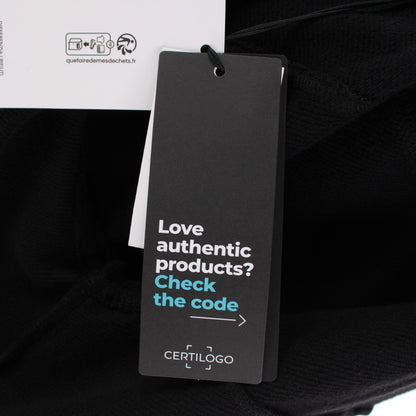 quefairedemesdechets.fr
Love
authentic
products?
Check
the code
CERTILOGO